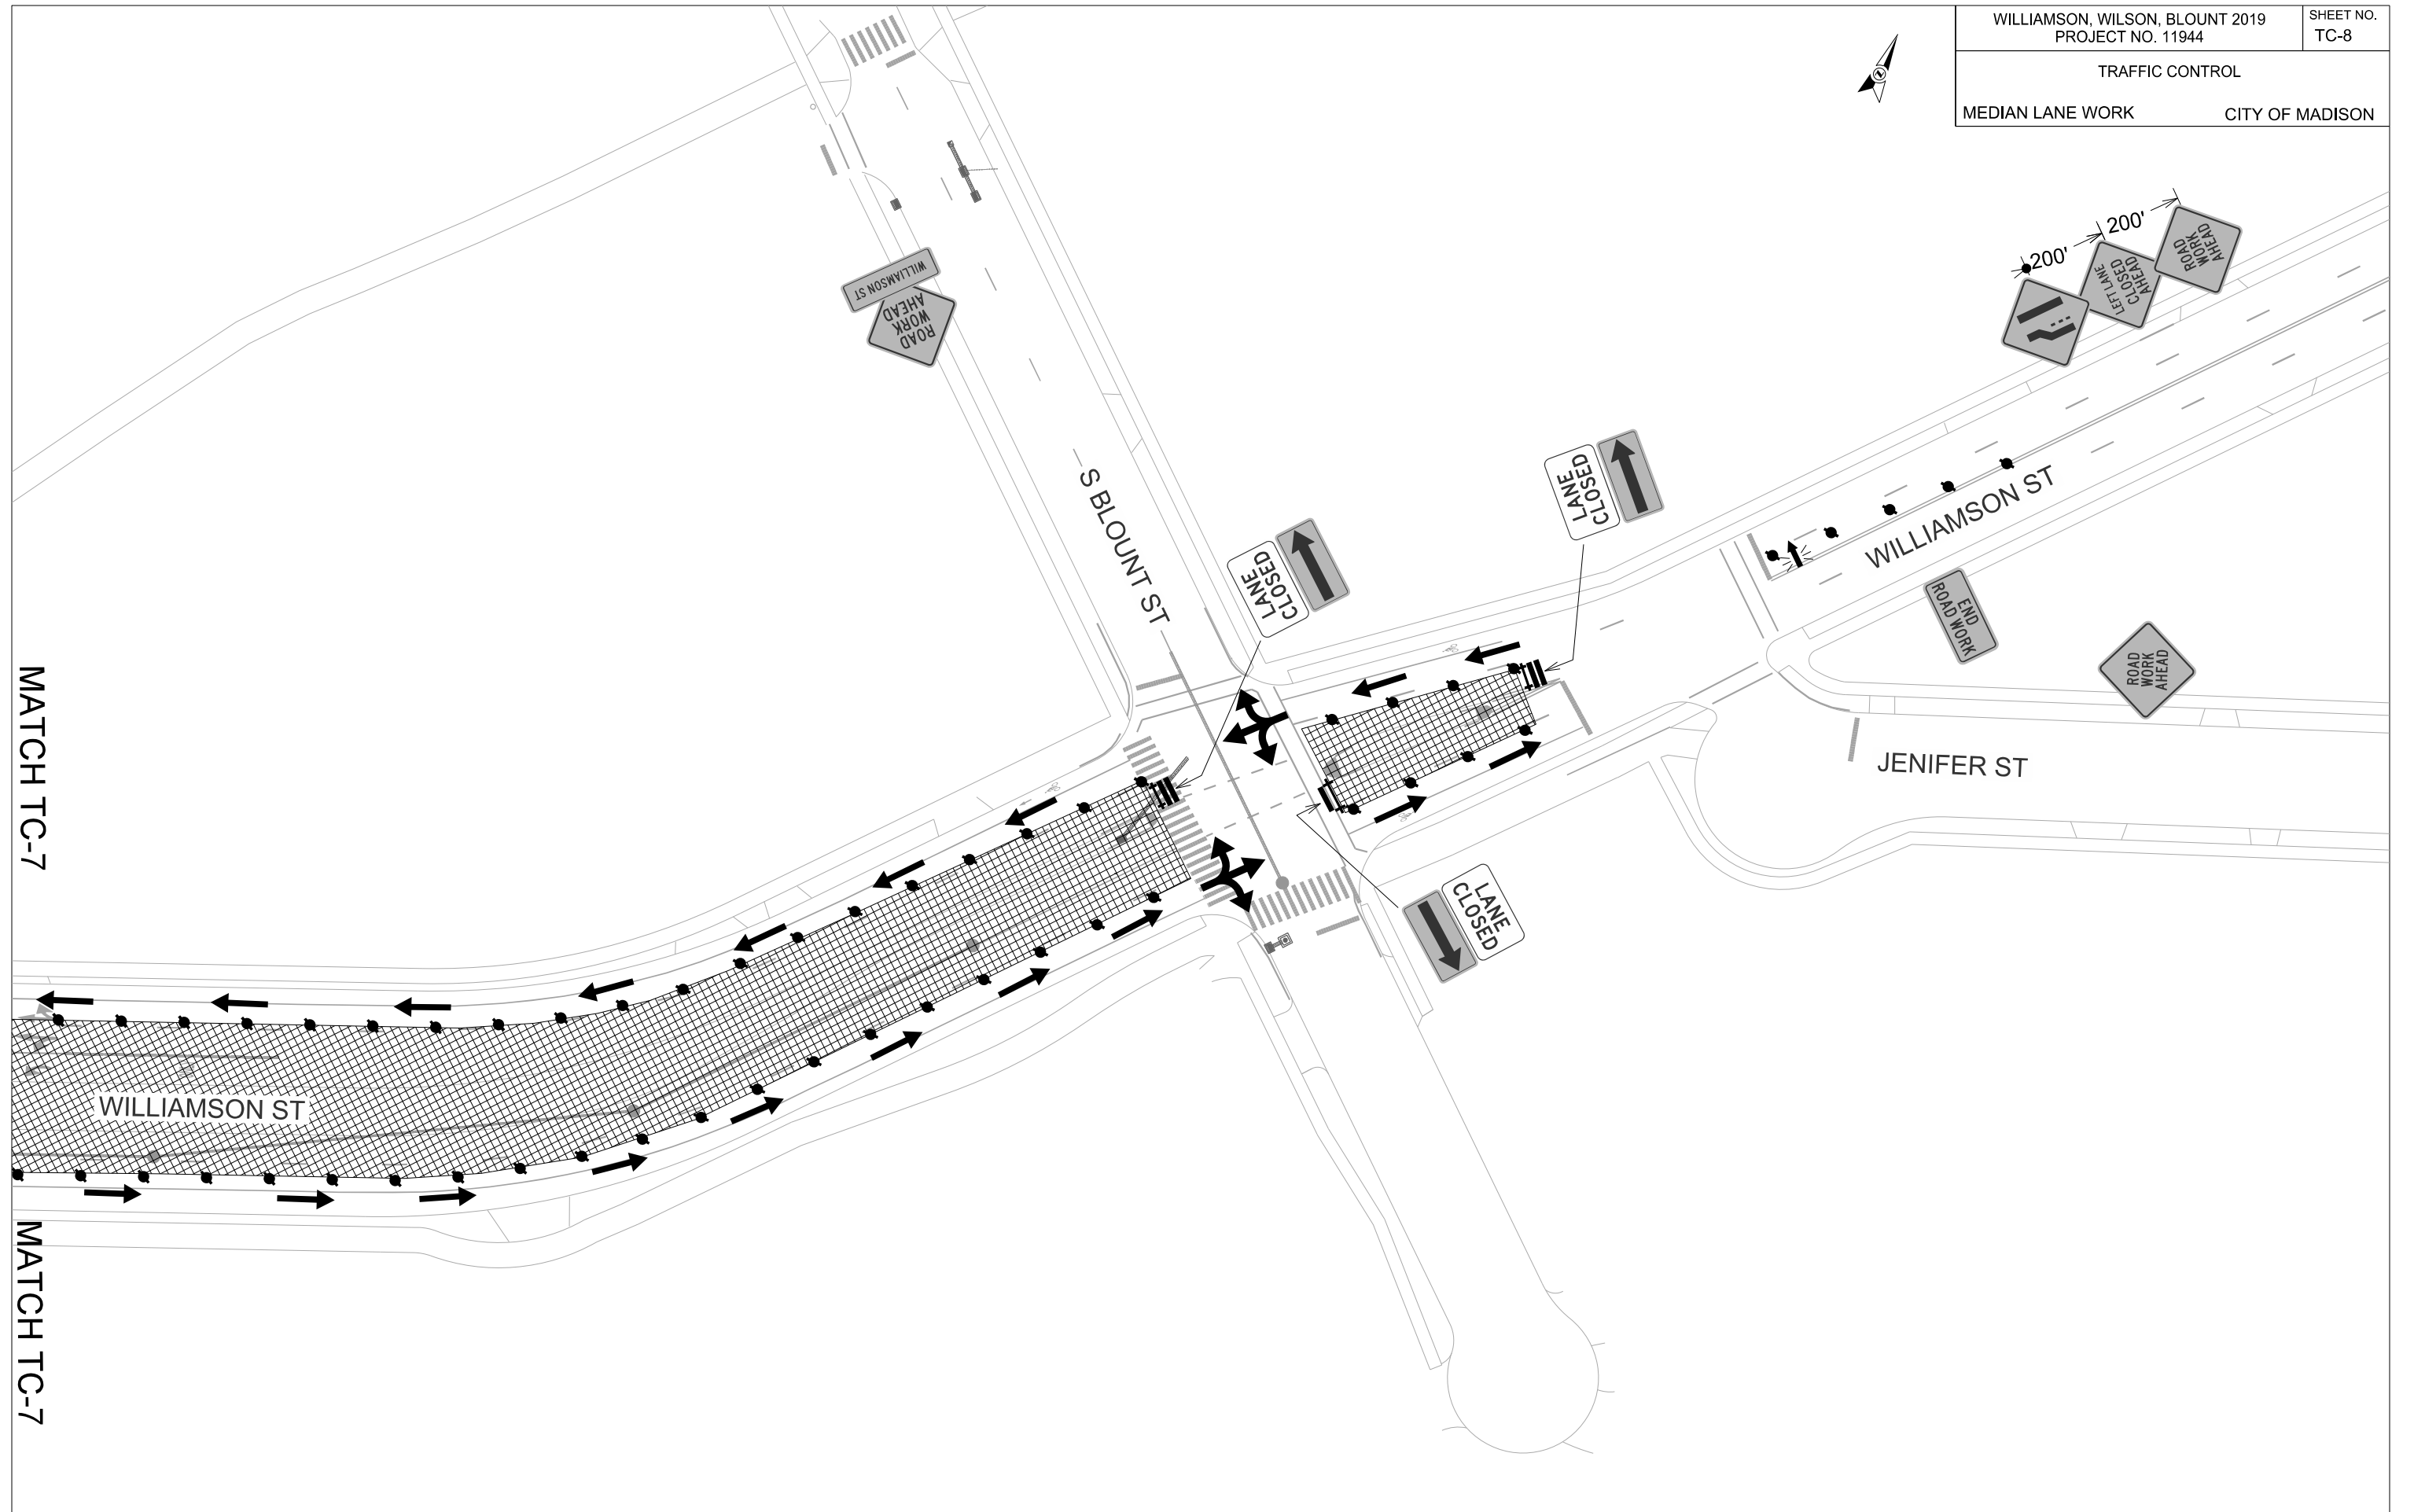 WILLIAMSON, WILSON, BLOUNT 2019
PROJECT NO. 11944
SHEET NO.
TC-8
TRAFFIC CONTROL
MEDIAN LANE WORK
CITY OF MADISON
200'
200'
ROAD
WORK
AHEAD
LEFT LANE
CLOSED
AHEAD
WILLIAMSON ST
ROAD
WORK
AHEAD
S BLOUNT ST
LANE
CLOSED
LANE
CLOSED
WILLIAMSON ST
END
ROAD WORK
ROAD
WORK
AHEAD
JENIFER ST
LANE
CLOSED
MATCH TC-7
WILLIAMSON ST
MATCH TC-7